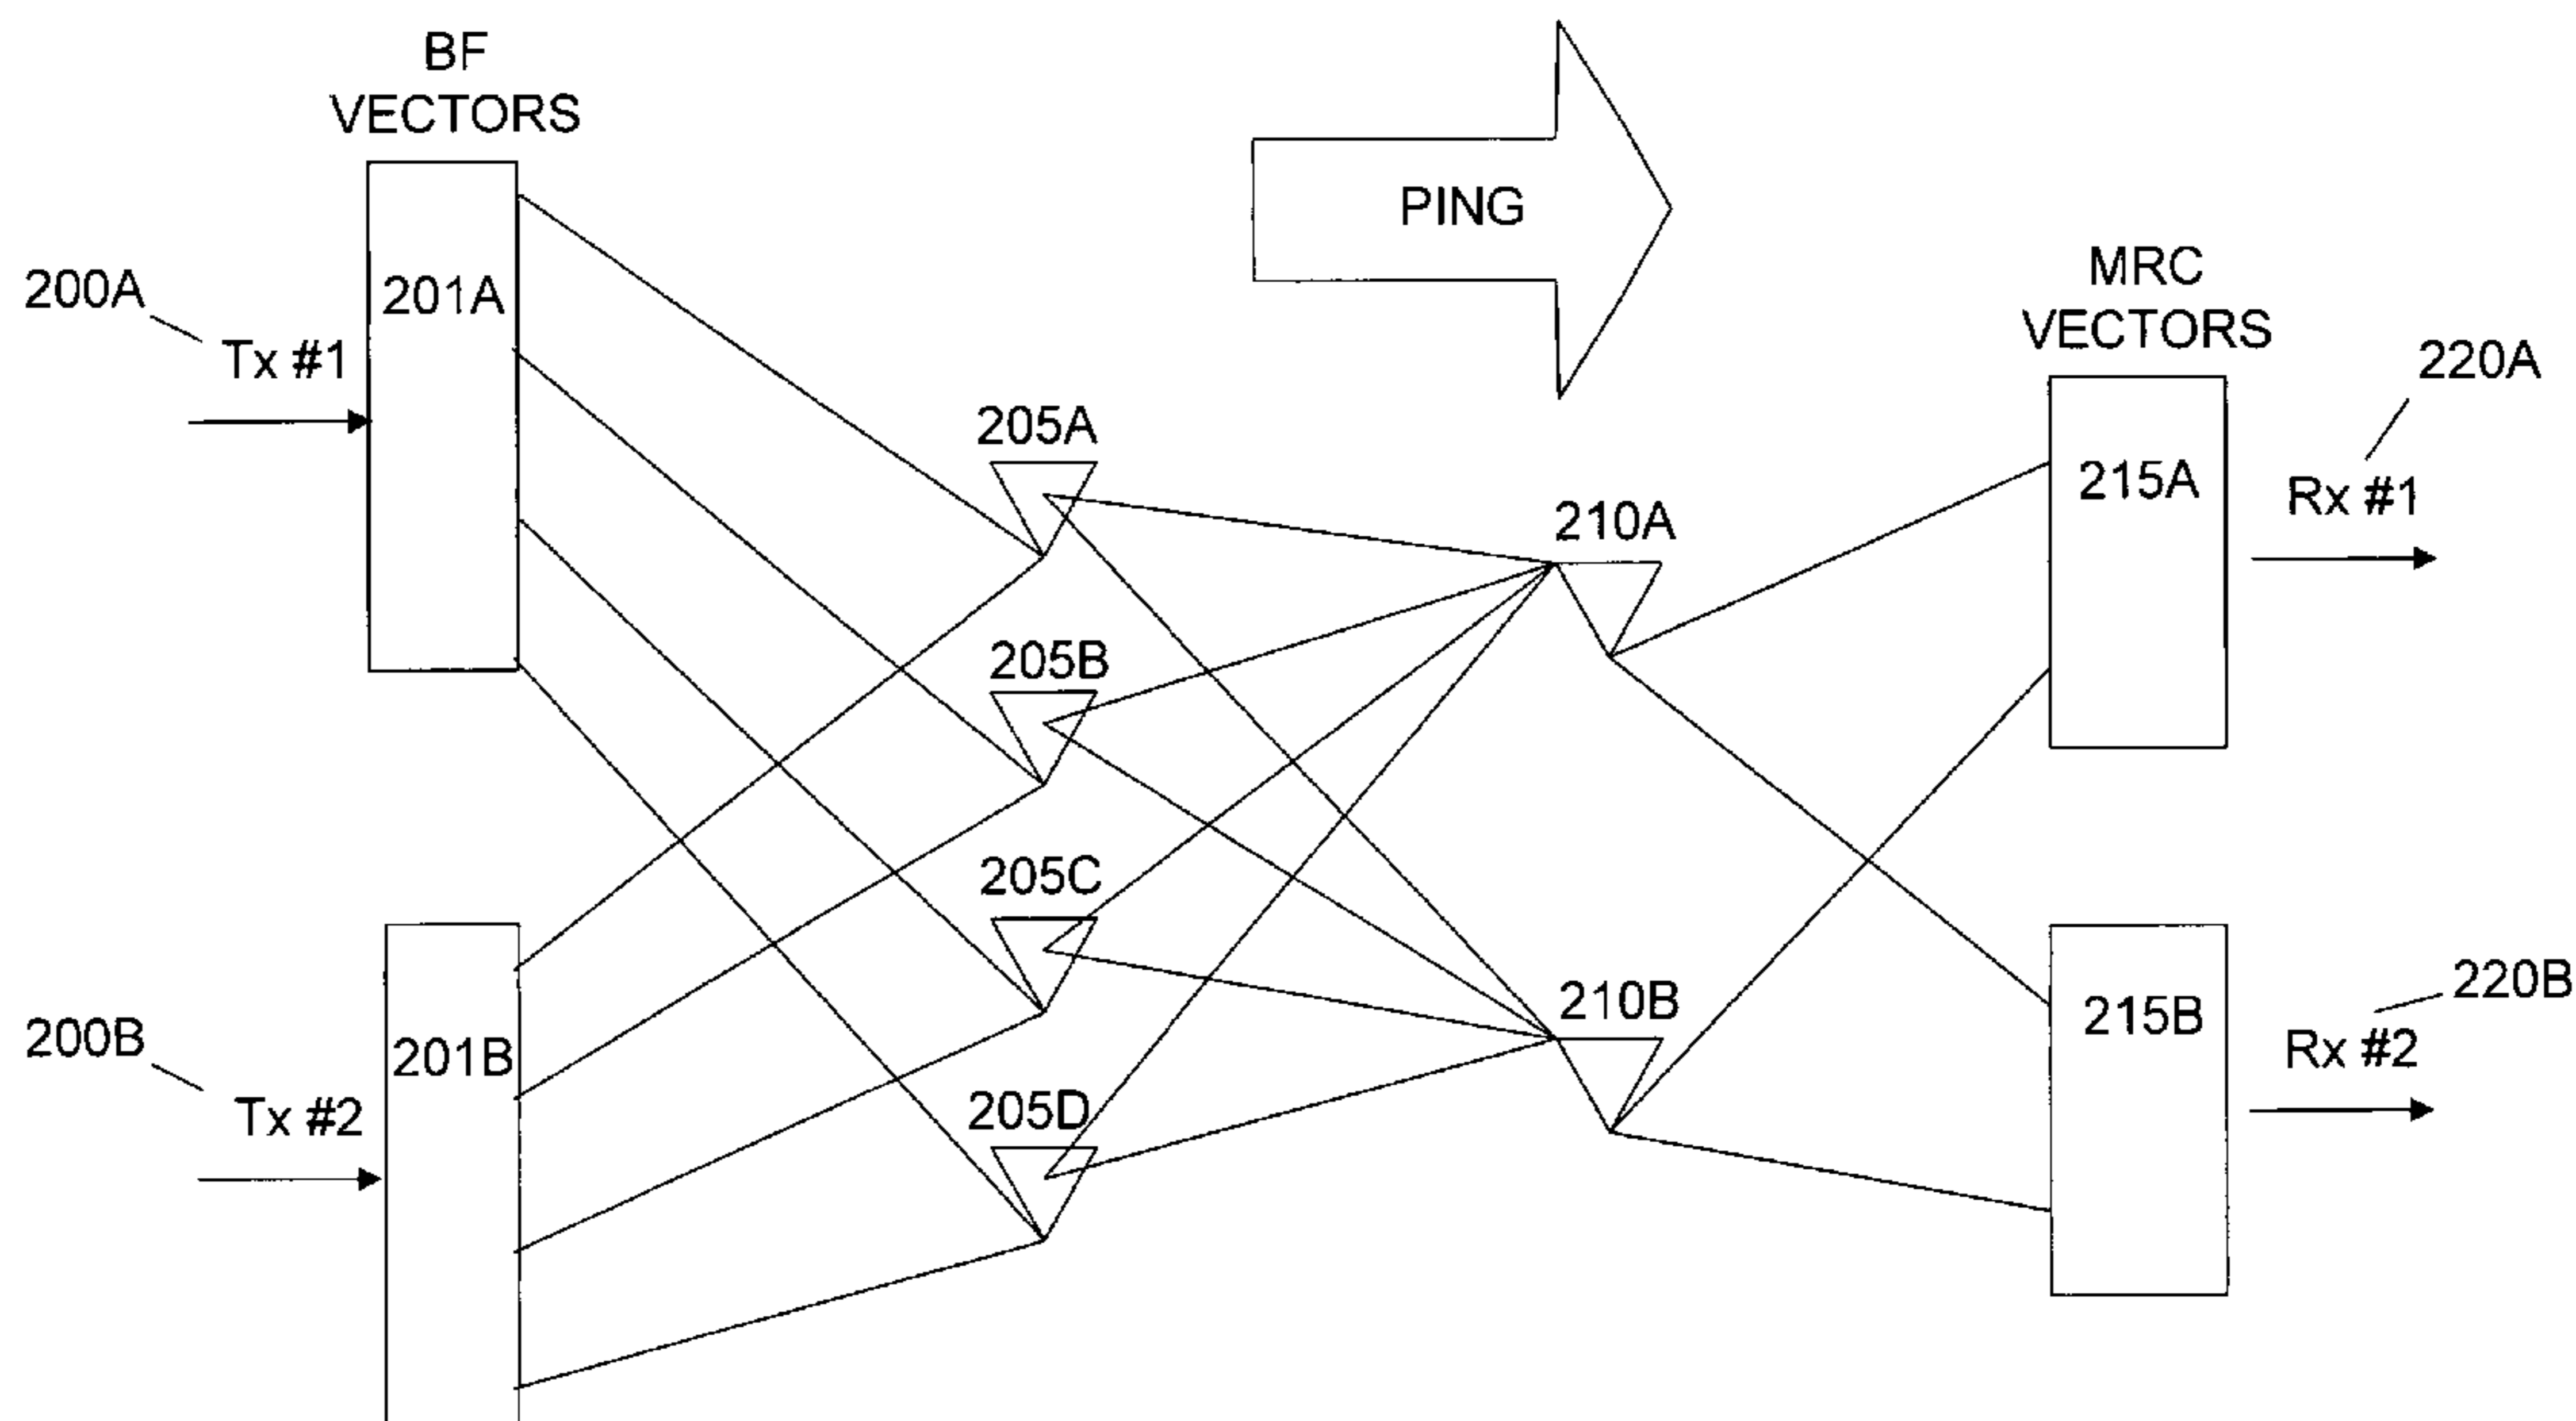 BF
VECTORS
PING
200A
201A
Tx #1
MRC
VECTORS
220A
205A
215A
Rx #1
210A
205B
205C
200B
201B
Tx #2
205D
210B
215B
220B
Rx #2